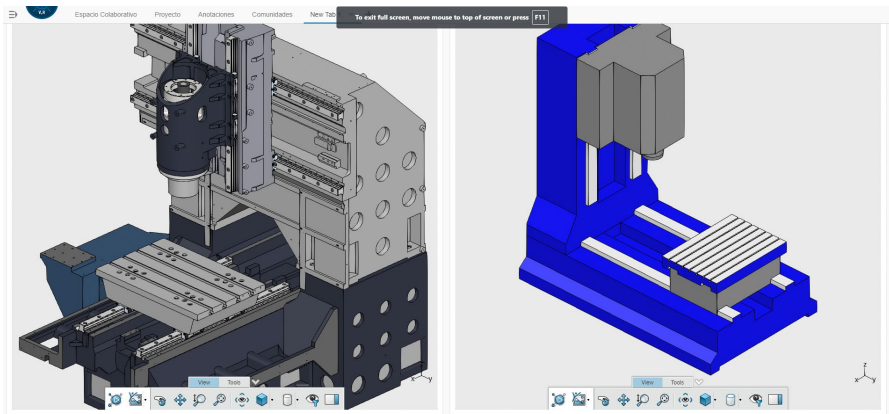 V.R
Espacio Colaborativo Proyecto Anotaciones Comunidades New Tab
To exit full screen, move mouse to top of screen or press F11
View Tools
View Tools
x y
z
x y